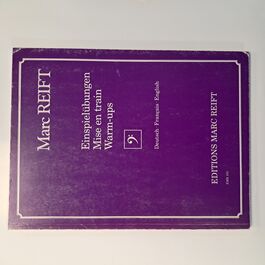 Marc REIFT
Einspielübungen
Mise en train
Warm-ups
Deutsch Français English
EDITIONS MARC REIFT